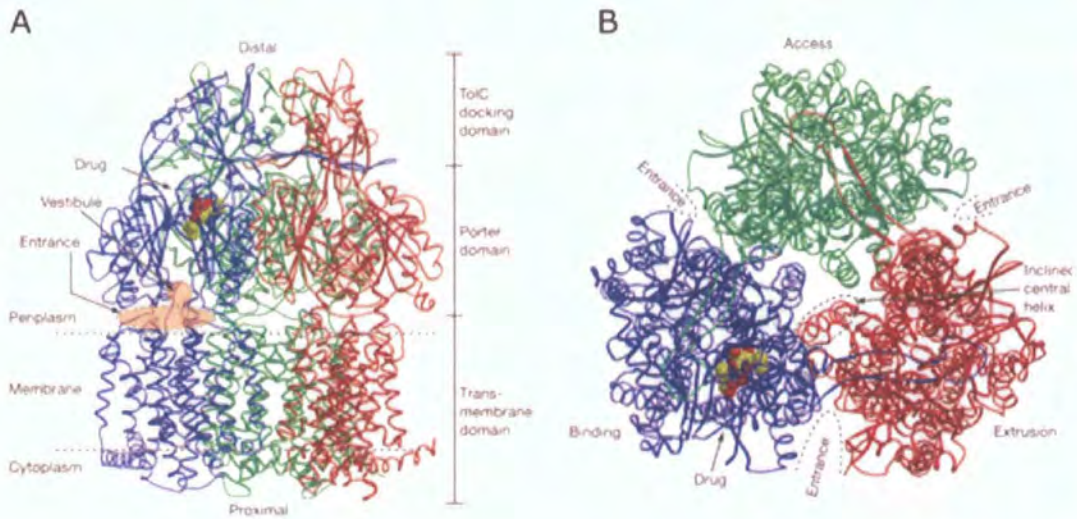 A
Distal
TolC
docking
domain
Drug
Vestibule
Entrance
Porter
domain
Periplasm
Membrane
Trans-
membrane
domain
Cytoplasm
Proximal
B
Access
Entrance
Entrance
Inclined
central
helix
Binding
Extrusion
Drug
Entrance